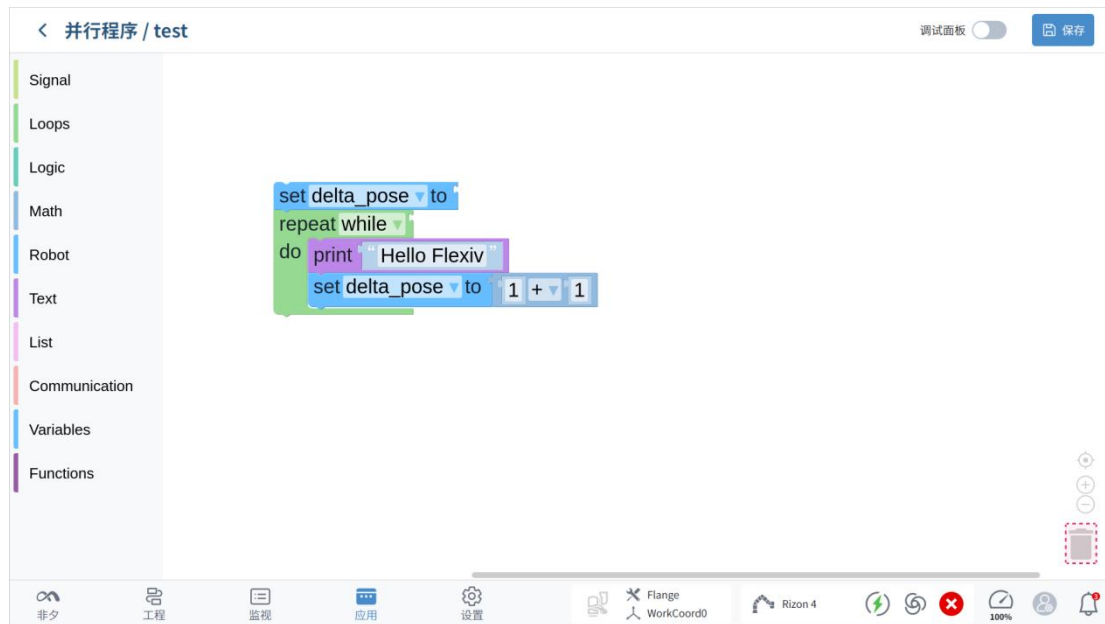 并行程序 / test
调试面板
保存
Signal
Loops
Logic
Math
Robot
Text
List
Communication
Variables
Functions
set delta_pose to
repeat while
do print “ Hello Flexiv ”
set delta_pose to 1 + 1
非夕
工程
监视
应用
设置
Flange
WorkCoord0
Rizon 4
100%